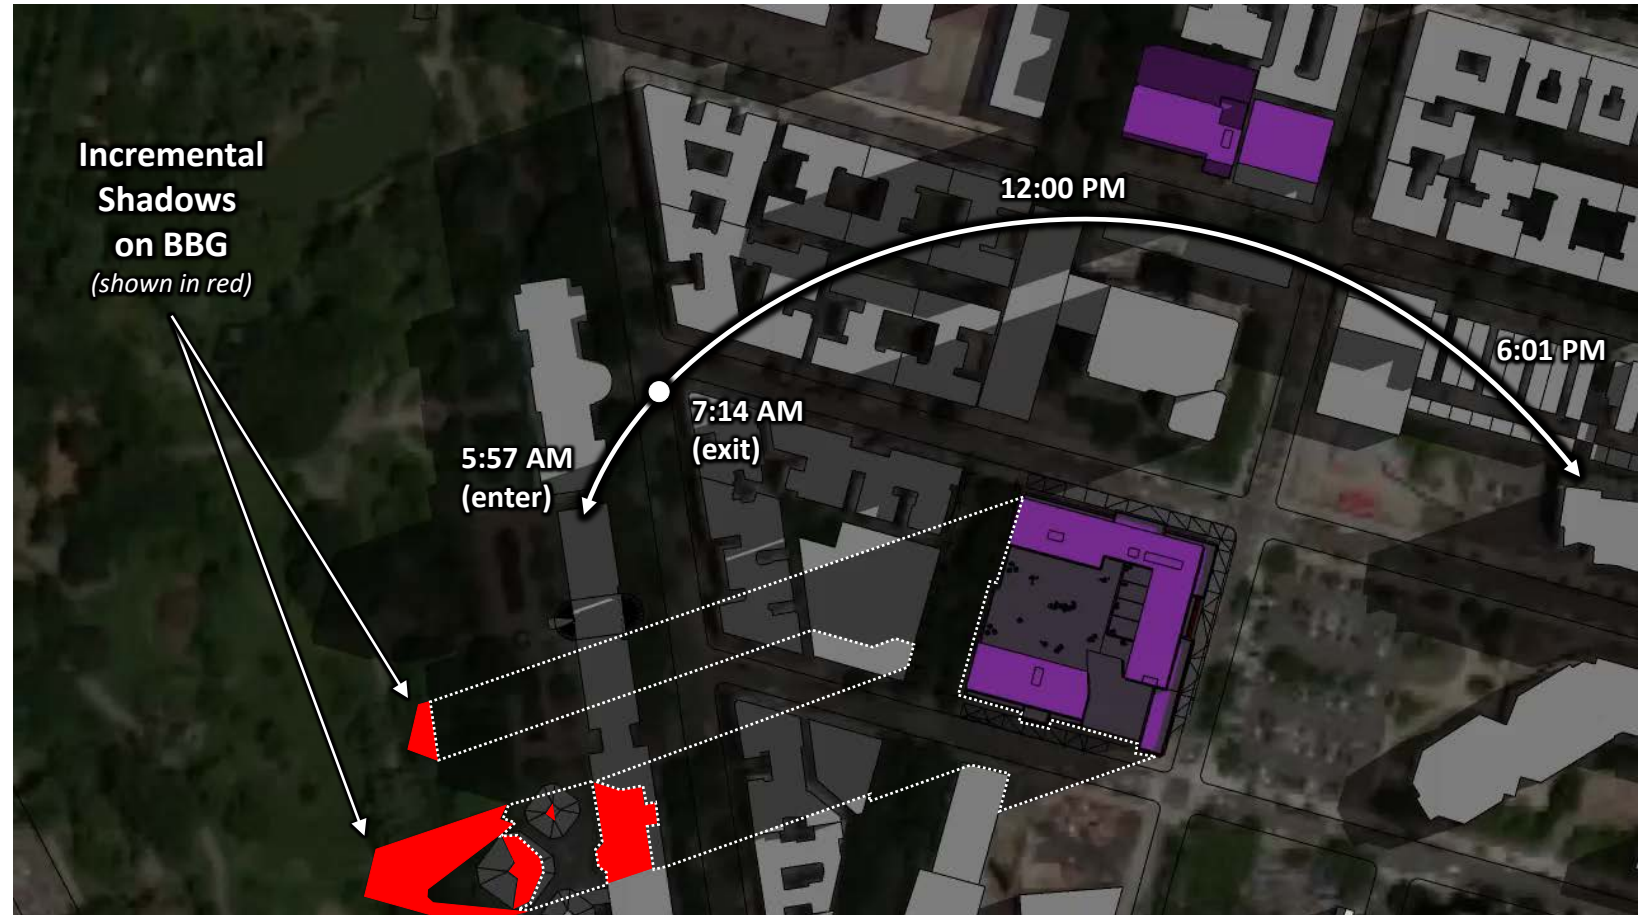 Incremental
Shadows
on BBG
(shown in red)
12:00 PM
6:01 PM
7:14 AM
(exit)
5:57 AM
(enter)